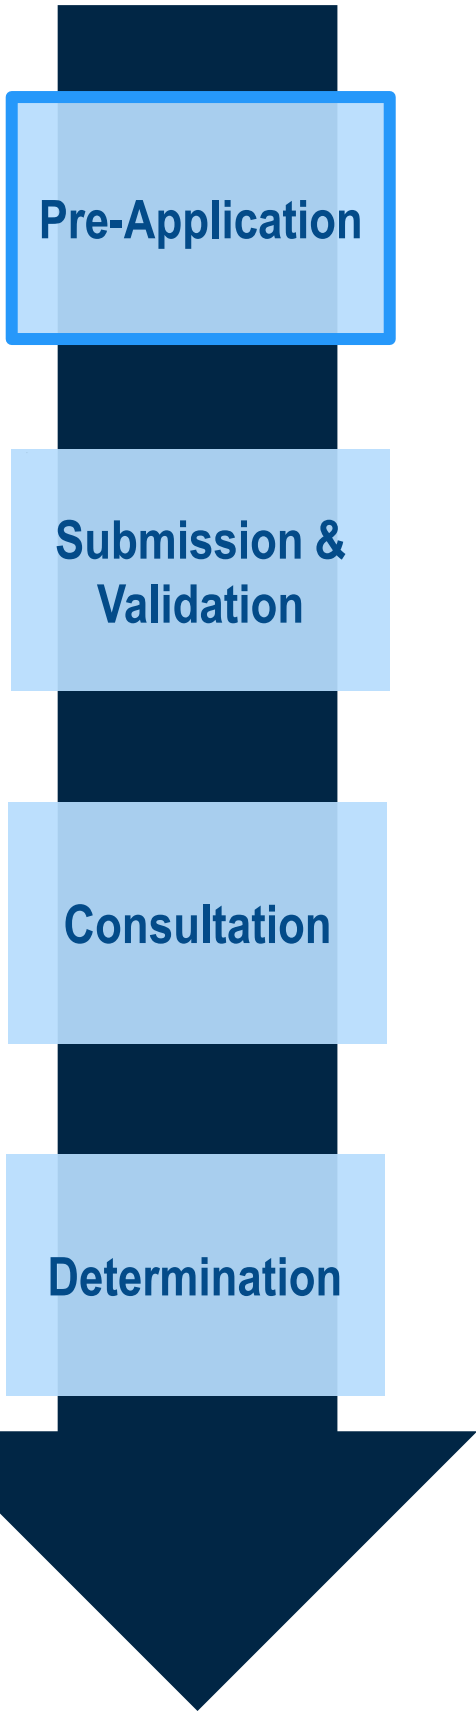 Pre-Application
Submission &
Validation
Consultation
Determination